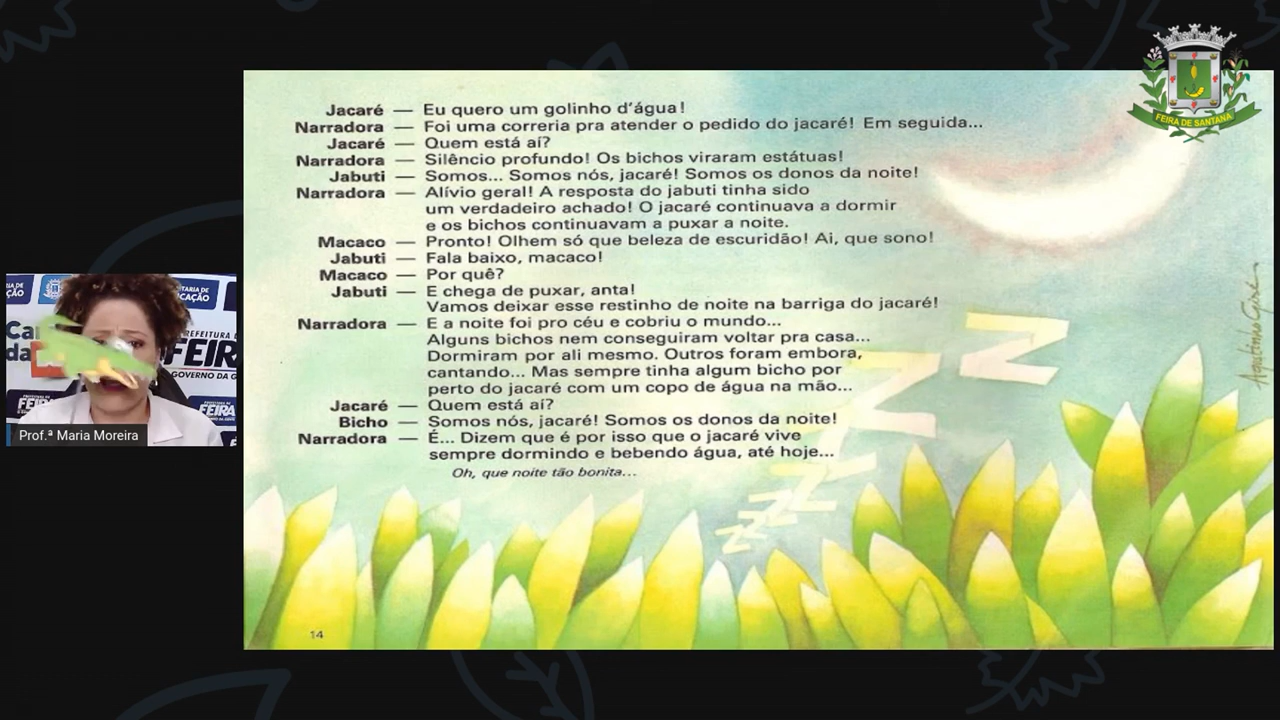 FEIRA DE SANTANA
Jacaré — Eu quero um golinho d'água!
Narradora — Foi uma correria pra atender o pedido do jacaré! Em seguida...
Jacaré — Quem está aí?
Narradora — Silêncio profundo! Os bichos viraram estátuas!
Jabuti — Somos... Somos nós, jacaré! Somos os donos da noite!
Narradora — Alívio geral! A resposta do jabuti tinha sido
um verdadeiro achado! O jacaré continuava a dormir
e os bichos continuavam a puxar a noite.
Macaco — Pronto! Olhem só que beleza de escuridão! Ai, que sono!
Jabuti — Fala baixo, macaco!
Macaco — Por quê?
Jabuti — E chega de puxar, anta!
Vamos deixar esse restinho de noite na barriga do jacaré!
Narradora — E a noite foi pro céu e cobriu o mundo...
Alguns bichos nem conseguiram voltar pra casa...
Dormiram por ali mesmo. Outros foram embora,
cantando... Mas sempre tinha algum bicho por
perto do jacaré com um copo de água na mão...
Jacaré — Quem está aí?
Bicho — Somos nós, jacaré! Somos os donos da noite!
Narradora — É... Dizem que é por isso que o jacaré vive
sempre dormindo e bebendo água, até hoje...
Oh, que noite tão bonita...
Z
Z
Z
Z
Z
Z
14
PREFEITURA
FEIR
GOVERNO DA
FEIRA
Prof.ª Maria Moreira